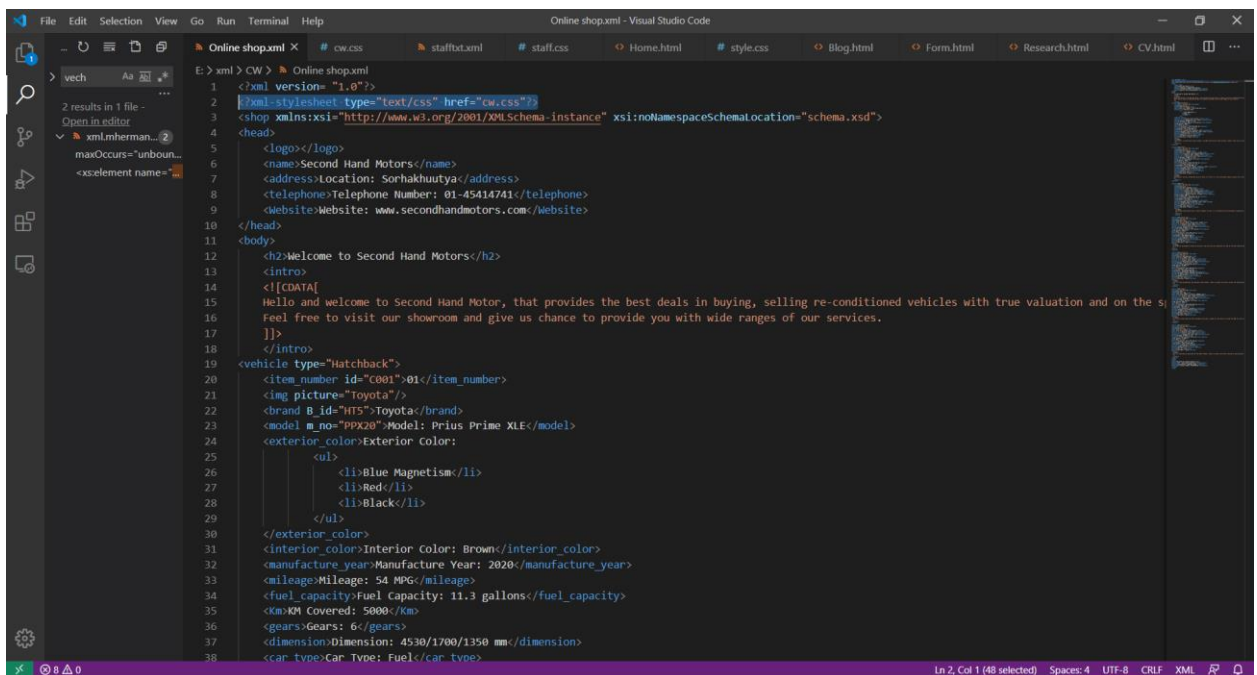 File Edit Selection View Go Run Terminal Help
Online shop.xml - Visual Studio Code
Online shop.xml # cw.css stafftxt.xml # staff.css <> Home.html # style.css <> Blog.html <> Form.html <> Research.html <> CV.html
vech Aa Abl .*
2 results in 1 file -
Open in editor
xml.mherman... 2
maxOccurs="unboun...
<xs:element name="...
E: > xml > CW > Online shop.xml
1 <?xml version= "1.0"?>
2 <?xml-stylesheet type="text/css" href="cw.css"?>
3 <shop xmlns:xsi="http://www.w3.org/2001/XMLSchema-instance" xsi:noNamespaceSchemaLocation="schema.xsd">
4 <head>
5 <logo></logo>
6 <name>Second Hand Motors</name>
7 <address>Location: Sorhakhuutya</address>
8 <telephone>Telephone Number: 01-45414741</telephone>
9 <Website>Website: www.secondhandmotors.com</Website>
10 </head>
11 <body>
12 <h2>Welcome to Second Hand Motors</h2>
13 <intro>
14 <![CDATA[
15 Hello and welcome to Second Hand Motor, that provides the best deals in buying, selling re-conditioned vehicles with true valuation and on the
16 Feel free to visit our showroom and give us chance to provide you with wide ranges of our services.
17 ]]>
18 </intro>
19 <vehicle type="Hatchback">
20 <item_number id="C001">01</item_number>
21 <img picture="Toyota"/>
22 <brand B_id="HT5">Toyota</brand>
23 <model m_no="PPX20">Model: Prius Prime XLE</model>
24 <exterior_color>Exterior Color:
25 <ul>
26 <li>Blue Magnetism</li>
27 <li>Red</li>
28 <li>Black</li>
29 </ul>
30 </exterior_color>
31 <interior_color>Interior Color: Brown</interior_color>
32 <manufacture_year>Manufacture Year: 2020</manufacture_year>
33 <mileage>Mileage: 54 MPG</mileage>
34 <fuel_capacity>Fuel Capacity: 11.3 gallons</fuel_capacity>
35 <Km>KM Covered: 5000</Km>
36 <gears>Gears: 6</gears>
37 <dimension>Dimension: 4530/1700/1350 mm</dimension>
38 <car_type>Car Type: Fuel</car_type>
8 0 Ln 2, Col 1 (48 selected) Spaces: 4 UTF-8 CRLF XML